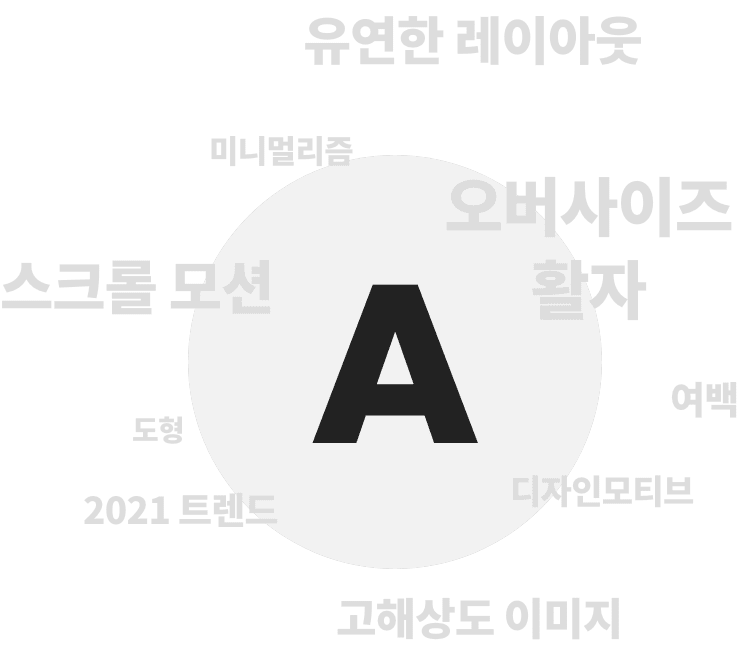 유연한 레이아웃
미니멀리즘
오버사이즈
활자
스크롤 모션
A
여백
도형
디자인모티브
2021 트렌드
고해상도 이미지